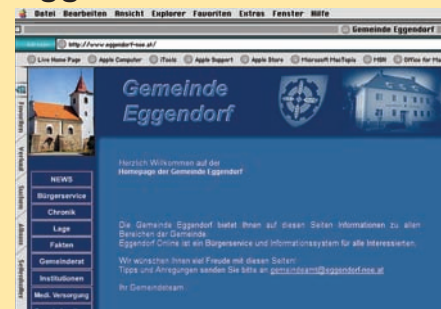 Datei Bearbeiten Ansicht Explorer Favoriten Extras Fenster Hilfe
Gemeinde Eggendorf
http://www.eggendorf-noe.at/
Live Home Page Apple Computer iTools Apple Support Apple Store Microsoft MacTopia MSN Office for Ma
Favoriten
Verlauf
Suchen
Album
Seitenhalter
Gemeinde
Eggendorf
Herzlich Willkommen auf der
Homepage der Gemeinde Eggendorf
NEWS
Bürgerservice
Chronik
Lage
Fakten
Gemeinderat
Institutionen
Medi. Versorgung
Die Gemeinde Eggendorf bietet Ihnen auf diesen Seiten Informationen zu allen
Bereichen der Gemeinde.
Eggendorf Online ist ein Bürgerservice und Informationssystem für alle Interessierten.
Wir wünschen Ihnen viel Freude mit diesen Seiten!
Tipps und Anregungen senden Sie bitte an gemeindeamt@eggendorf-noe.at
Ihr Gemeindeteam